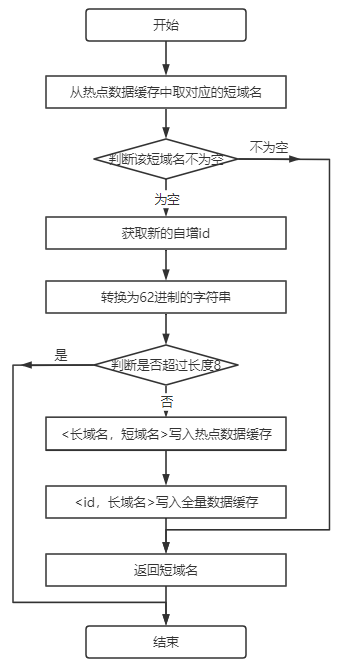 开始
从热点数据缓存中取对应的短域名
判断该短域名不为空
不为空
为空
获取新的自增id
转换为62进制的字符串
判断是否超过长度8
是
否
<长域名，短域名>写入热点数据缓存
<id，长域名>写入全量数据缓存
返回短域名
结束